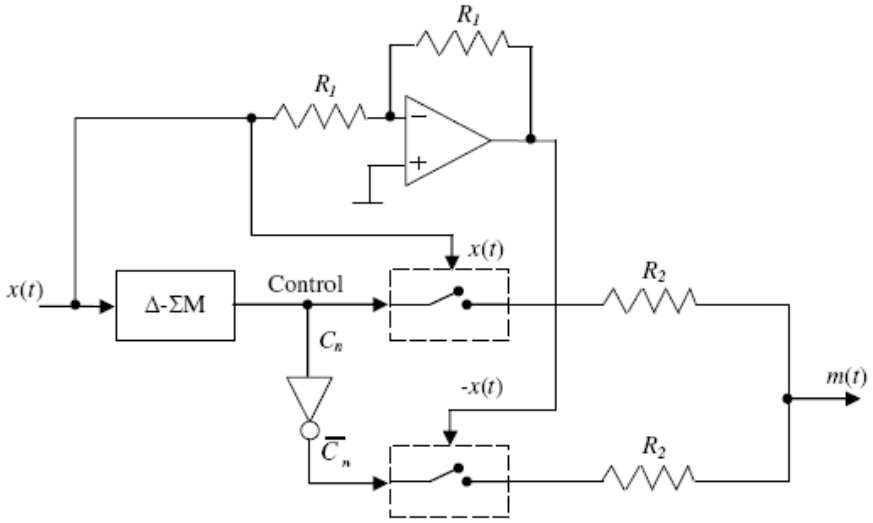 R₁
R₁
−
+
x(t)
x(t)
Δ-ΣM
Control
Cₙ
R₂
-x(t)
m(t)
C̅ₙ
R₂